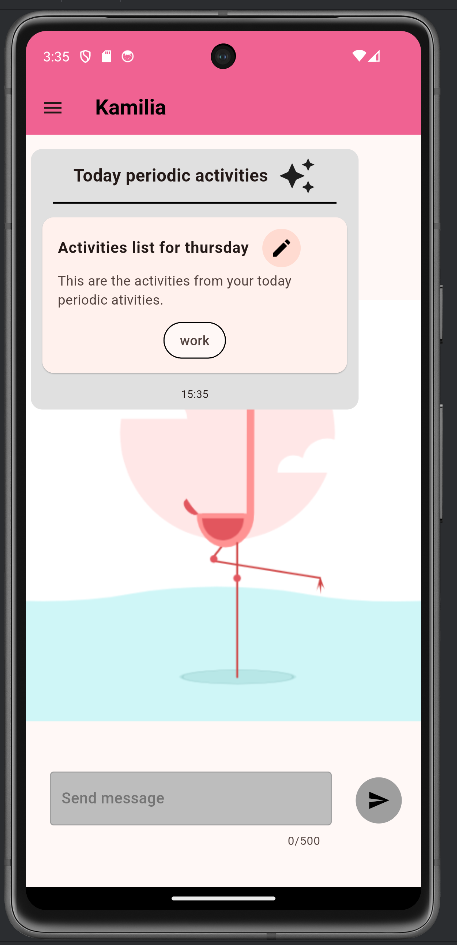 3:35
Kamilia
Today periodic activities
Activities list for thursday
This are the activities from your today
periodic ativities.
work
15:35
Send message
0/500